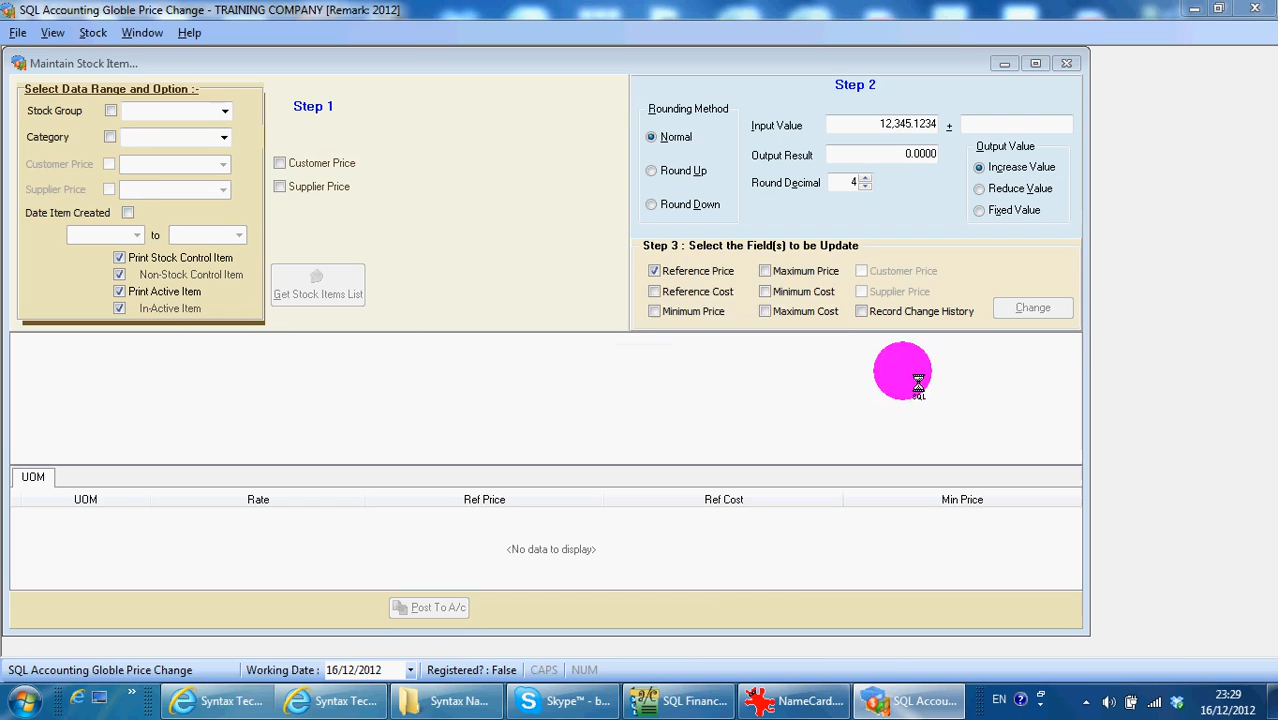 SQL Accounting Globle Price Change - TRAINING COMPANY [Remark: 2012]
File View Stock Window Help
Maintain Stock Item...
Select Data Range and Option :-
Stock Group
Category
Customer Price
Supplier Price
Date Item Created
to
Print Stock Control Item
Non-Stock Control Item
Print Active Item
In-Active Item
Step 1
Customer Price
Supplier Price
Get Stock Items List
Step 2
Rounding Method
Normal
Round Up
Round Down
Input Value 12,345.1234 ±
Output Result 0.0000
Round Decimal 4
Output Value
Increase Value
Reduce Value
Fixed Value
Step 3 : Select the Field(s) to be Update
Reference Price Maximum Price Customer Price
Reference Cost Minimum Cost Supplier Price
Minimum Price Maximum Cost Record Change History
Change
SQL
UOM
UOM Rate Ref Price Ref Cost Min Price
<No data to display>
Post To A/c
SQL Accounting Globle Price Change Working Date : 16/12/2012 Registered? : False CAPS NUM
Syntax Tec... Syntax Tec... Syntax Na... Skype™ - b... SQL Financ... NameCard.... SQL Accou... EN 23:29
16/12/2012